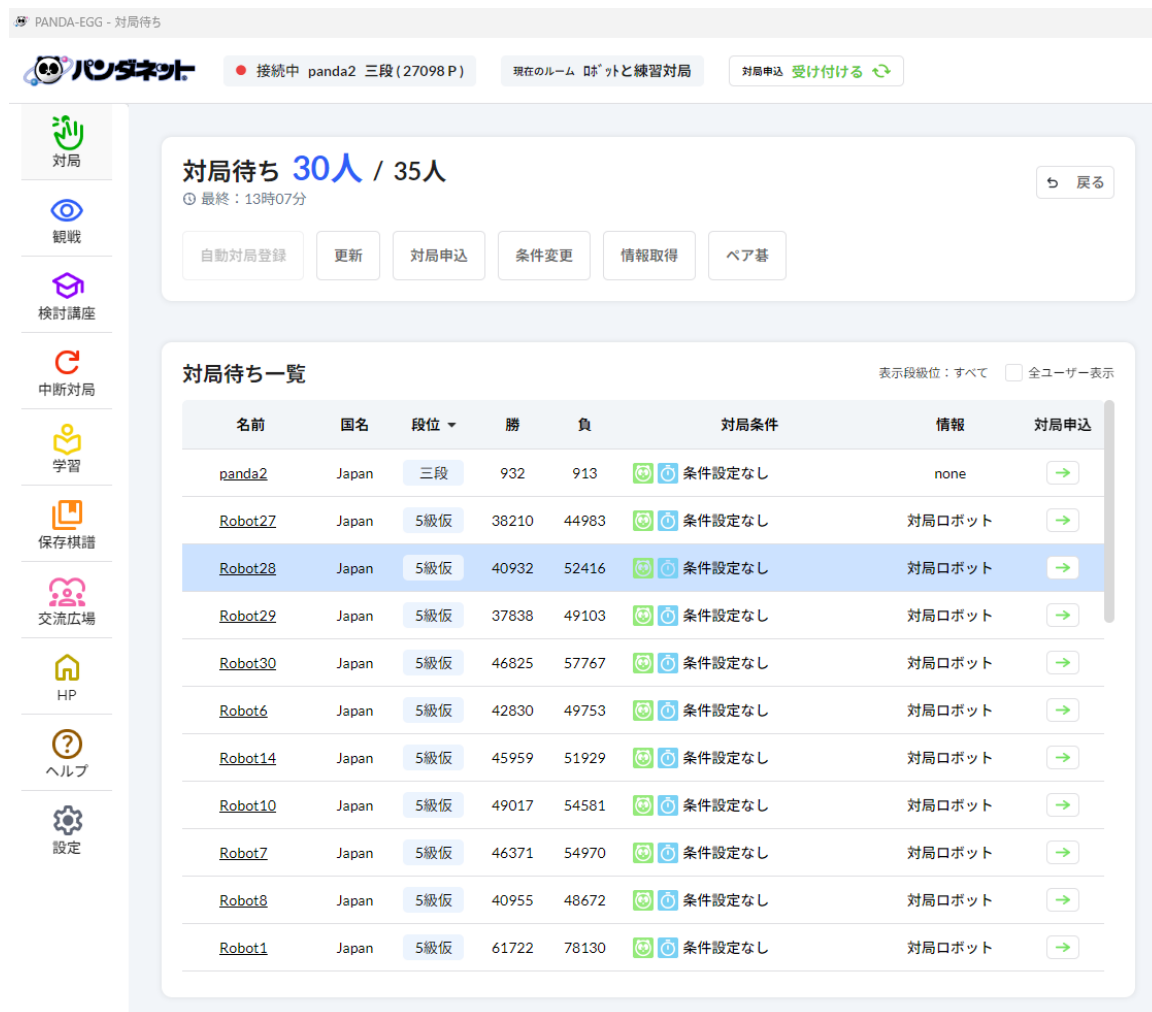 PANDA-EGG - 対局待ち
パンダネット 接続中 panda2 三段(27098P) 現在のルーム ﾛﾎﾞｯﾄと練習対局 対局申込 受け付ける
対局
観戦
検討講座
中断対局
学習
保存棋譜
交流広場
HP
ヘルプ
設定
対局待ち 30人 / 35人
最終：13時07分
戻る
自動対局登録 更新 対局申込 条件変更 情報取得 ペア碁
対局待ち一覧 表示段級位：すべて 全ユーザー表示
名前 国名 段位 勝 負 対局条件 情報 対局申込
panda2 Japan 三段 932 913 条件設定なし none
Robot27 Japan 5級仮 38210 44983 条件設定なし 対局ロボット
Robot28 Japan 5級仮 40932 52416 条件設定なし 対局ロボット
Robot29 Japan 5級仮 37838 49103 条件設定なし 対局ロボット
Robot30 Japan 5級仮 46825 57767 条件設定なし 対局ロボット
Robot6 Japan 5級仮 42830 49753 条件設定なし 対局ロボット
Robot14 Japan 5級仮 45959 51929 条件設定なし 対局ロボット
Robot10 Japan 5級仮 49017 54581 条件設定なし 対局ロボット
Robot7 Japan 5級仮 46371 54970 条件設定なし 対局ロボット
Robot8 Japan 5級仮 40955 48672 条件設定なし 対局ロボット
Robot1 Japan 5級仮 61722 78130 条件設定なし 対局ロボット